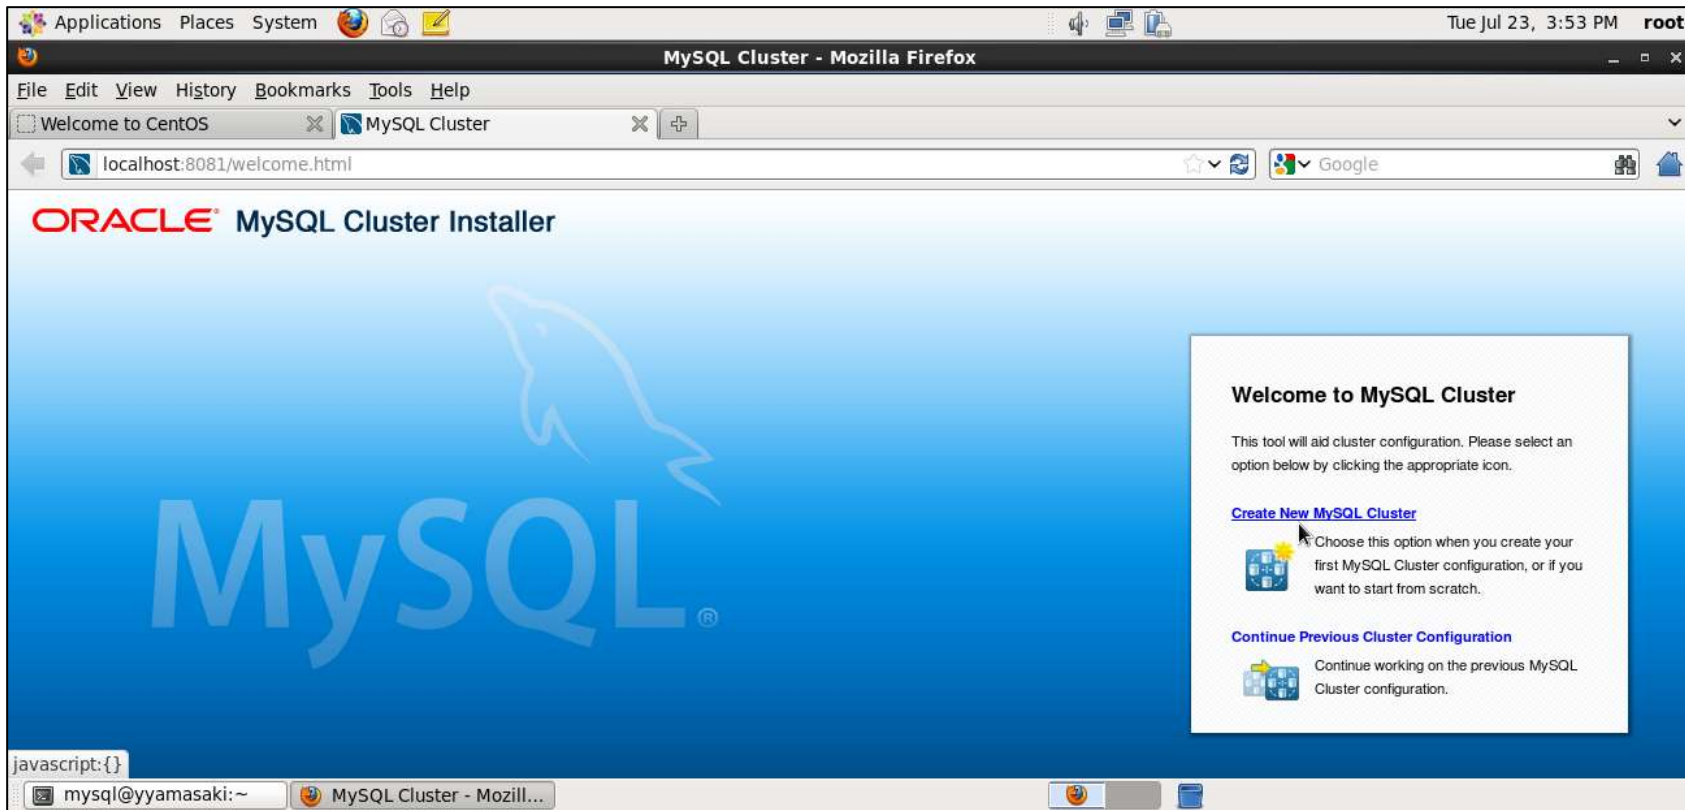 Applications Places System Tue Jul 23, 3:53 PM root
MySQL Cluster - Mozilla Firefox
File Edit View History Bookmarks Tools Help
Welcome to CentOS MySQL Cluster
localhost:8081/welcome.html Google
ORACLE® MySQL Cluster Installer
MySQL®
Welcome to MySQL Cluster
This tool will aid cluster configuration. Please select an
option below by clicking the appropriate icon.
Create New MySQL Cluster
Choose this option when you create your
first MySQL Cluster configuration, or if you
want to start from scratch.
Continue Previous Cluster Configuration
Continue working on the previous MySQL
Cluster configuration.
javascript:{}
mysql@yyamasaki:~ MySQL Cluster - Mozill...